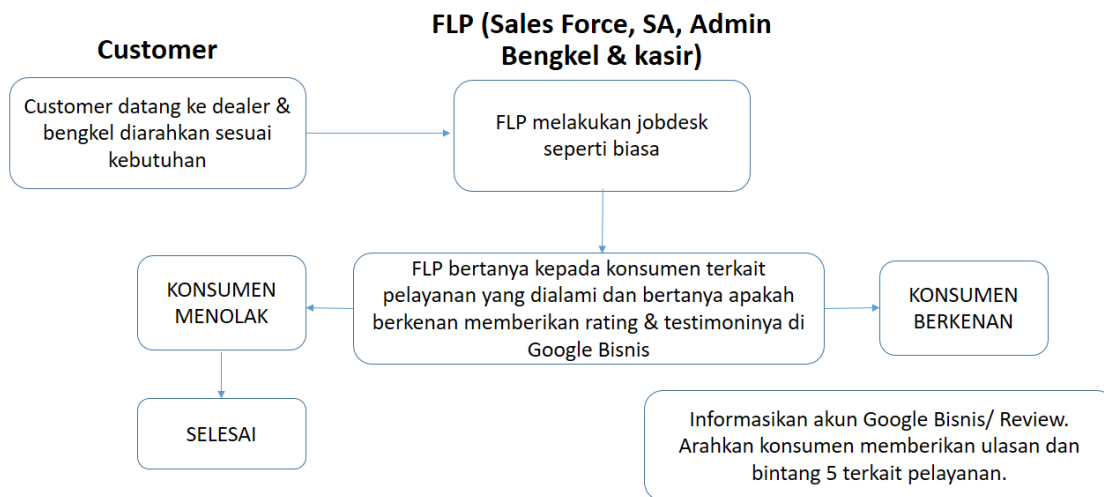 Customer
FLP (Sales Force, SA, Admin
Bengkel & kasir)
Customer datang ke dealer &
bengkel diarahkan sesuai
kebutuhan
FLP melakukan jobdesk
seperti biasa
KONSUMEN
MENOLAK
FLP bertanya kepada konsumen terkait
pelayanan yang dialami dan bertanya apakah
berkenan memberikan rating & testimoninya di
Google Bisnis
KONSUMEN
BERKENAN
SELESAI
Informasikan akun Google Bisnis/ Review.
Arahkan konsumen memberikan ulasan dan
bintang 5 terkait pelayanan.